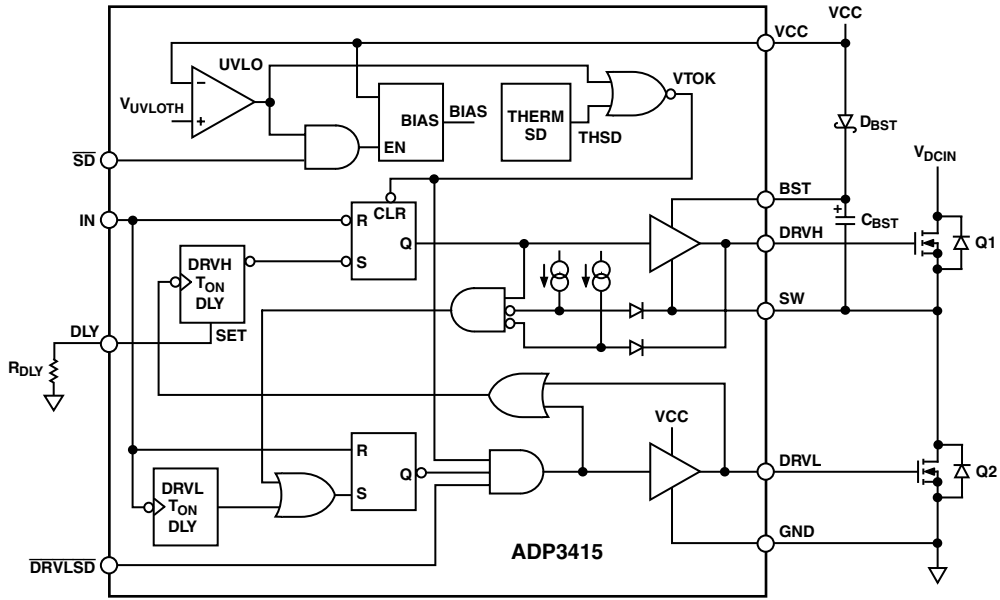 VCC
VCC
UVLO
−
+
VUVLOTH
VTOK
BIAS
BIAS
EN
THERM
SD
THSD
DBST
SD
VDCIN
BST
IN
CLR
R
Q
S
+
CBST
DRVH
Q1
DRVH
TON
DLY
SET
SW
DLY
RDLY
VCC
R
Q
S
DRVL
Q2
DRVL
TON
DLY
GND
ADP3415
DRVLSD